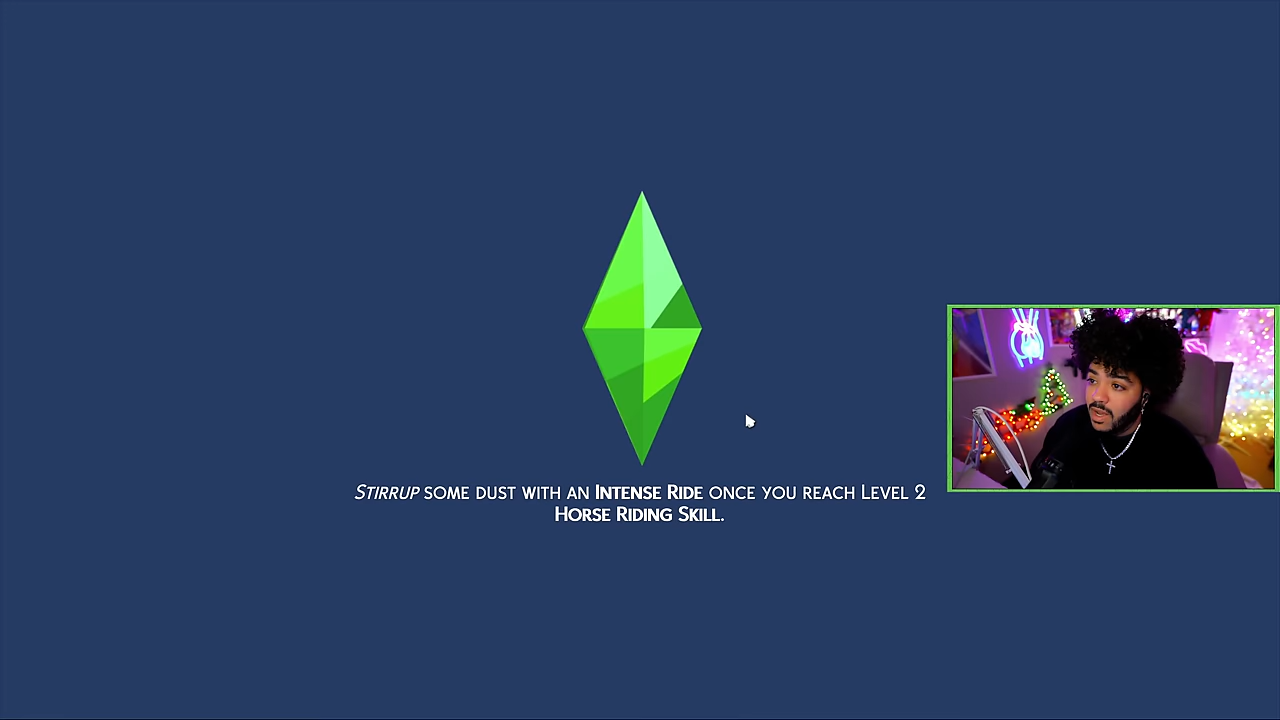 Stirrup some dust with an Intense Ride once you reach Level 2
Horse Riding Skill.